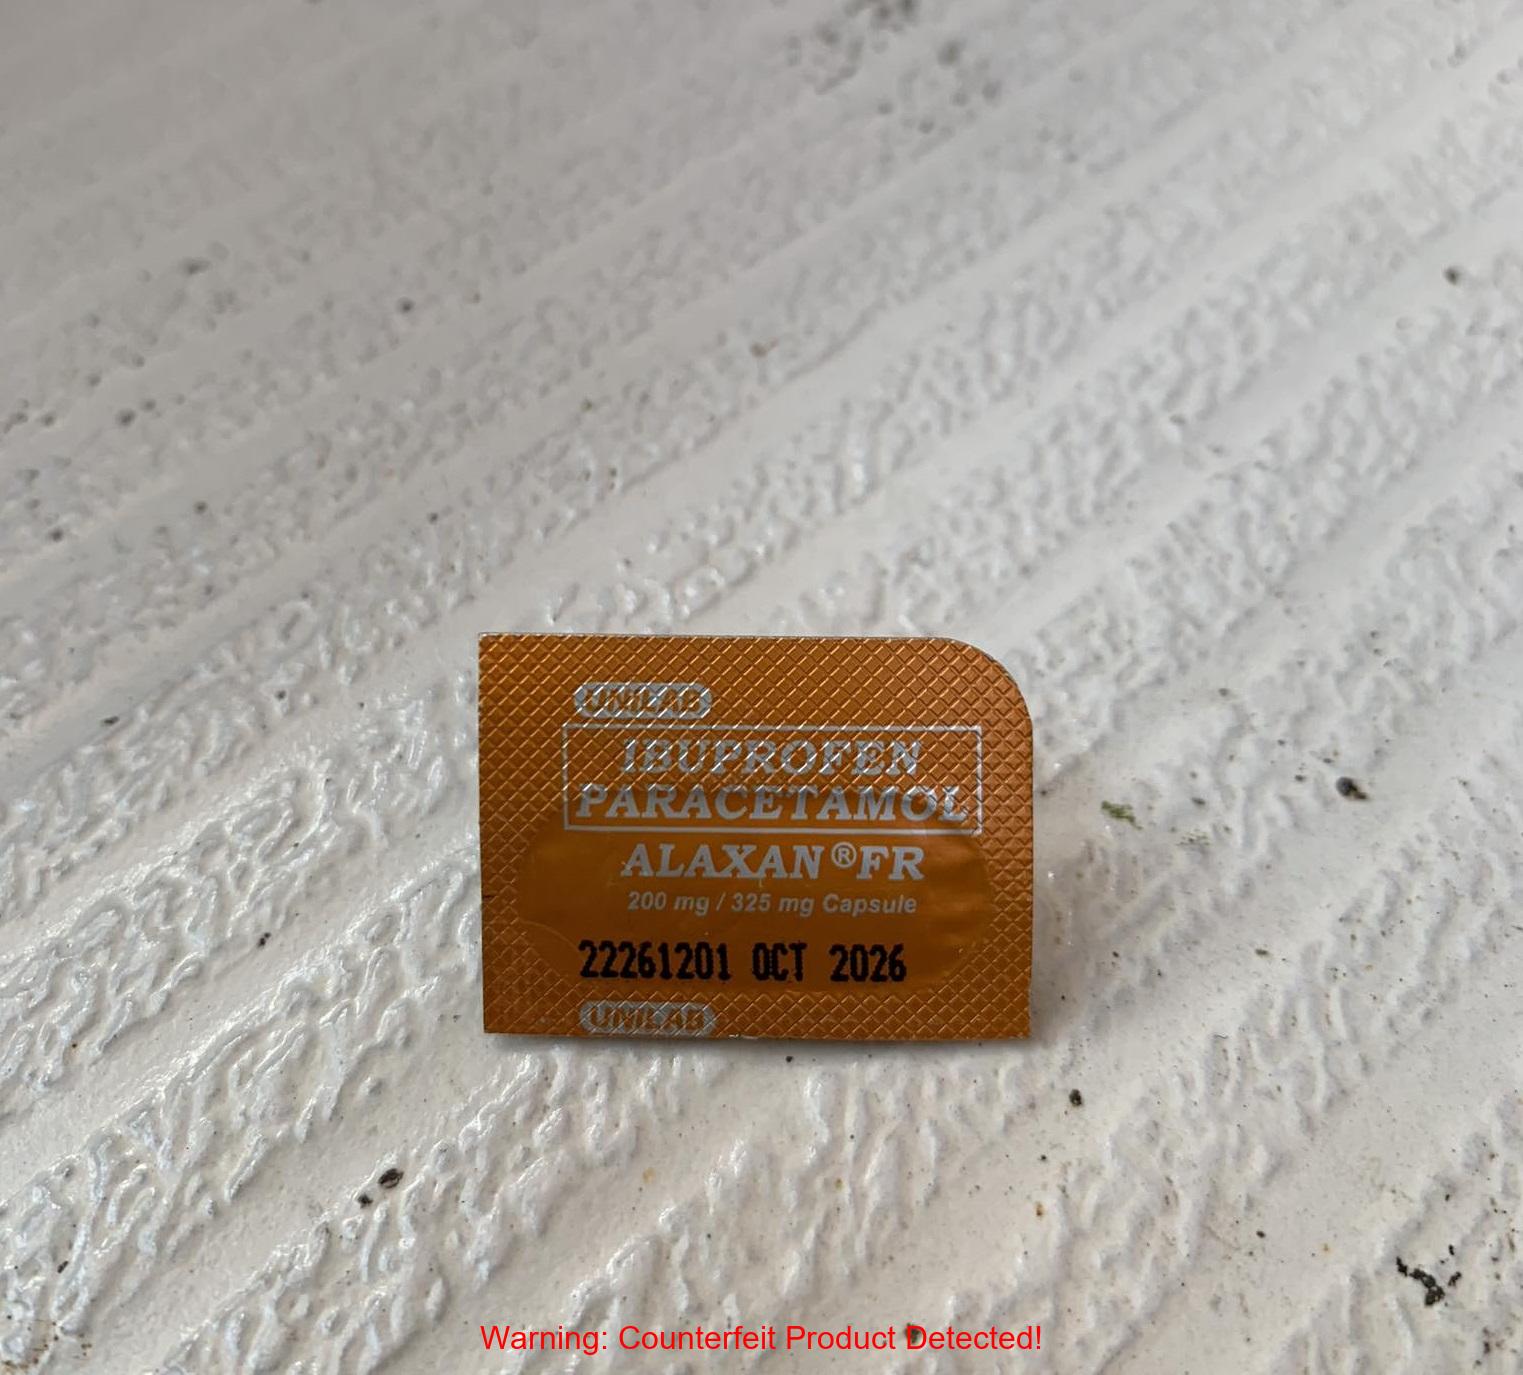 UNILAB
IBUPROFEN
PARACETAMOL
ALAXAN®FR
200 mg / 325 mg Capsule
22261201 OCT 2026
UNILAB
Warning: Counterfeit Product Detected!